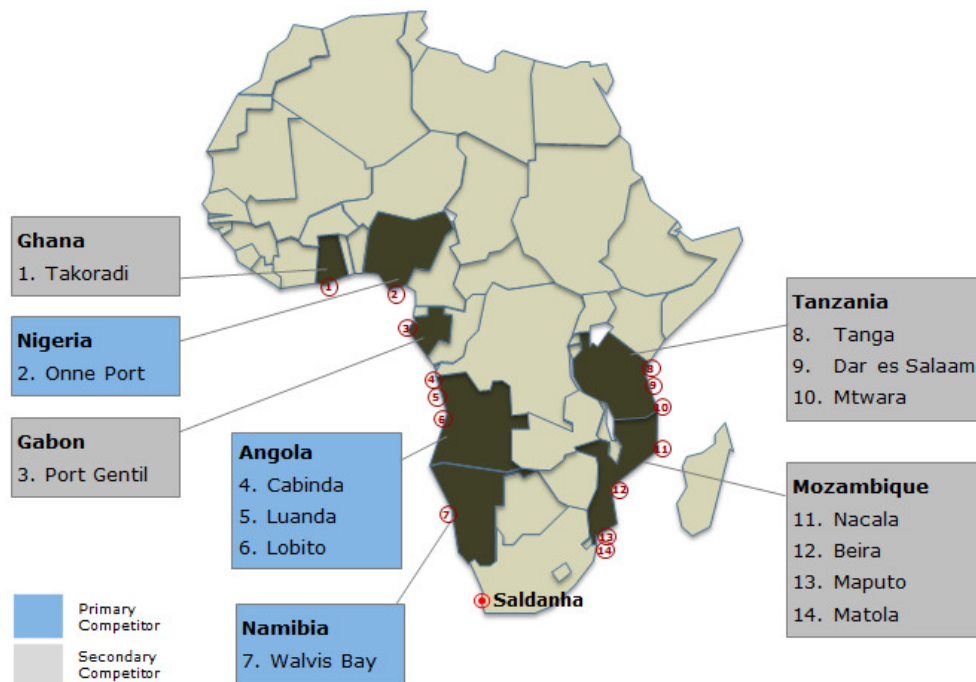 Ghana
1. Takoradi
Nigeria
2. Onne Port
Gabon
3. Port Gentil
Angola
4. Cabinda
5. Luanda
6. Lobito
Namibia
7. Walvis Bay
Tanzania
8. Tanga
9. Dar es Salaam
10. Mtwara
Mozambique
11. Nacala
12. Beira
13. Maputo
14. Matola
1
2
3
4
5
6
7
8
9
10
11
12
13
14
Saldanha
Primary
Competitor
Secondary
Competitor